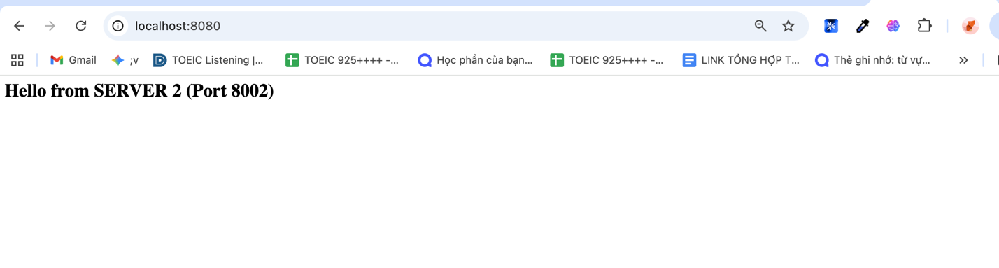 localhost:8080
Gmail ;v TOEIC Listening |... TOEIC 925++++ -... Học phần của bạn... TOEIC 925++++ -... LINK TỔNG HỢP T... Thẻ ghi nhớ: từ vự...
Hello from SERVER 2 (Port 8002)